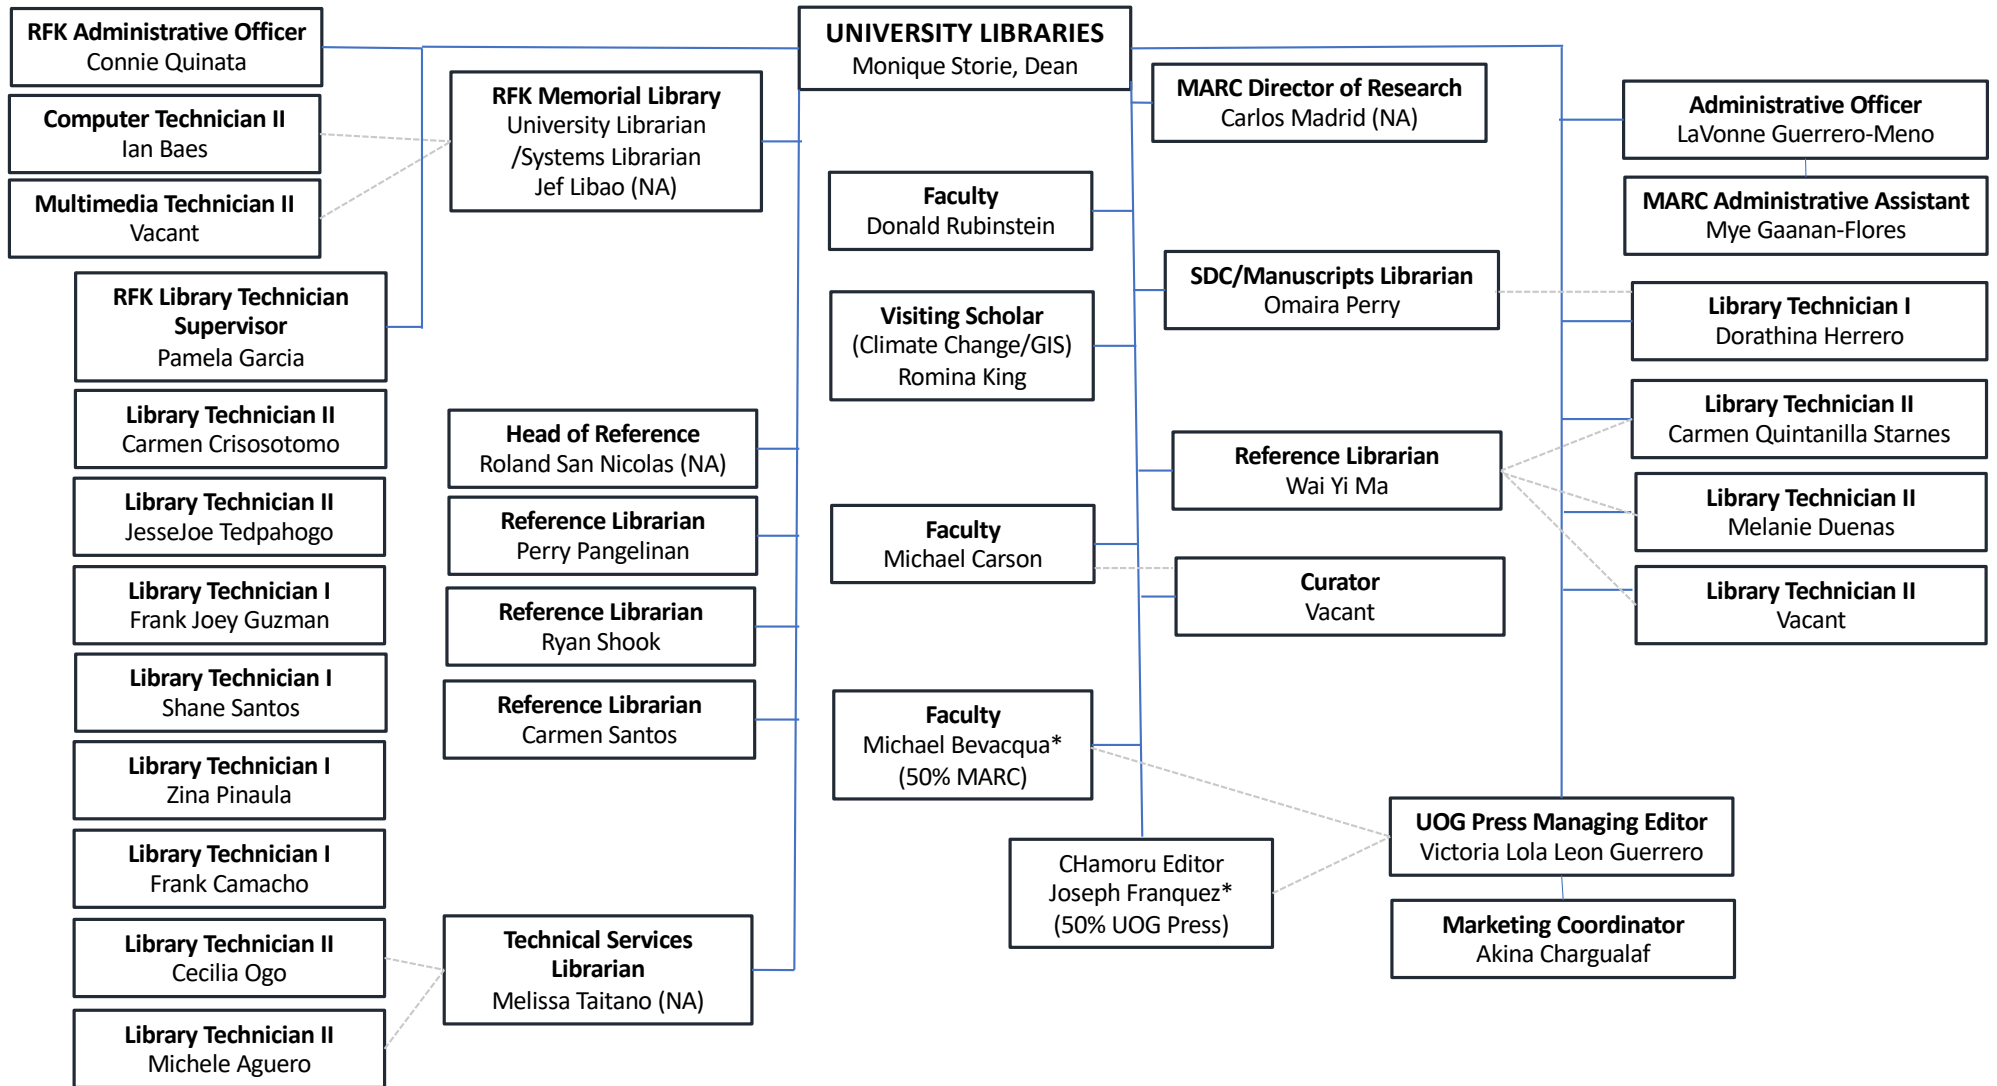 RFK Administrative Officer
Connie Quinata
Computer Technician II
Ian Baes
Multimedia Technician II
Vacant
RFK Library Technician
Supervisor
Pamela Garcia
Library Technician II
Carmen Crisosotomo
Library Technician II
JesseJoe Tedpahogo
Library Technician I
Frank Joey Guzman
Library Technician I
Shane Santos
Library Technician I
Zina Pinaula
Library Technician I
Frank Camacho
Library Technician II
Cecilia Ogo
Library Technician II
Michele Aguero
RFK Memorial Library
University Librarian
/Systems Librarian
Jef Libao (NA)
Head of Reference
Roland San Nicolas (NA)
Reference Librarian
Perry Pangelinan
Reference Librarian
Ryan Shook
Reference Librarian
Carmen Santos
Technical Services
Librarian
Melissa Taitano (NA)
UNIVERSITY LIBRARIES
Monique Storie, Dean
Faculty
Donald Rubinstein
Visiting Scholar
(Climate Change/GIS)
Romina King
Faculty
Michael Carson
Faculty
Michael Bevacqua*
(50% MARC)
CHamoru Editor
Joseph Franquez*
(50% UOG Press)
MARC Director of Research
Carlos Madrid (NA)
SDC/Manuscripts Librarian
Omaira Perry
Reference Librarian
Wai Yi Ma
Curator
Vacant
Administrative Officer
LaVonne Guerrero-Meno
MARC Administrative Assistant
Mye Gaanan-Flores
Library Technician I
Dorathina Herrero
Library Technician II
Carmen Quintanilla Starnes
Library Technician II
Melanie Duenas
Library Technician II
Vacant
UOG Press Managing Editor
Victoria Lola Leon Guerrero
Marketing Coordinator
Akina Chargualaf